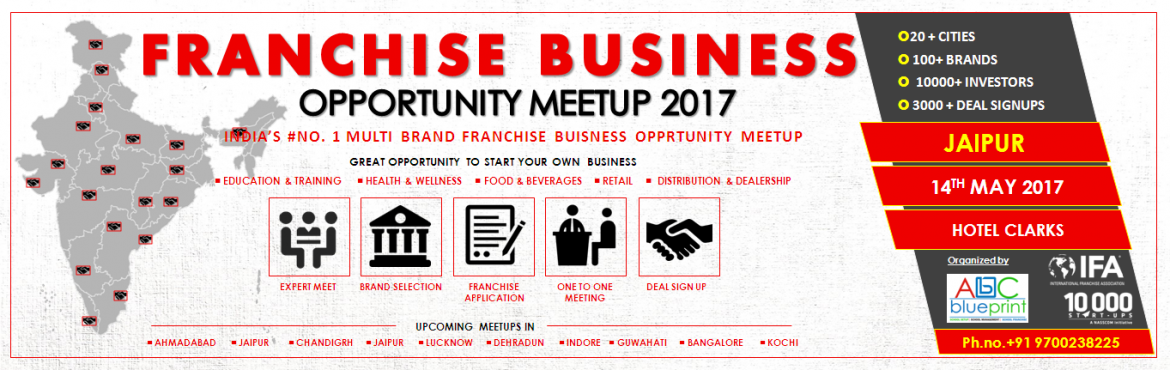 FRANCHISE BUSINESS
OPPORTUNITY MEETUP 2017
INDIA'S #NO. 1 MULTI BRAND FRANCHISE BUISNESS OPPRTUNITY MEETUP
GREAT OPPORTUNITY TO START YOUR OWN BUSINESS
▪ EDUCATION & TRAINING ▪ HEALTH & WELLNESS ▪ FOOD & BEVERAGES ▪ RETAIL ▪ DISTRIBUTION & DEALERSHIP
EXPERT MEET
BRAND SELECTION
FRANCHISE
APPLICATION
ONE TO ONE
MEETING
DEAL SIGN UP
UPCOMING MEETUPS IN
▪ AHMADABAD ▪ JAIPUR ▪ CHANDIGRH ▪ JAIPUR ▪ LUCKNOW ▪ DEHRADUN ▪ INDORE ▪ GUWAHATI ▪ BANGALORE ▪ KOCHI
20 + CITIES
100+ BRANDS
10000+ INVESTORS
3000 + DEAL SIGNUPS
JAIPUR
14TH MAY 2017
HOTEL CLARKS
Organized by
ABC
blueprint
IFA
INTERNATIONAL FRANCHISE ASSOCIATION
10 000
START-UPS
A NASSCOM initiative
Ph.no.+91 9700238225